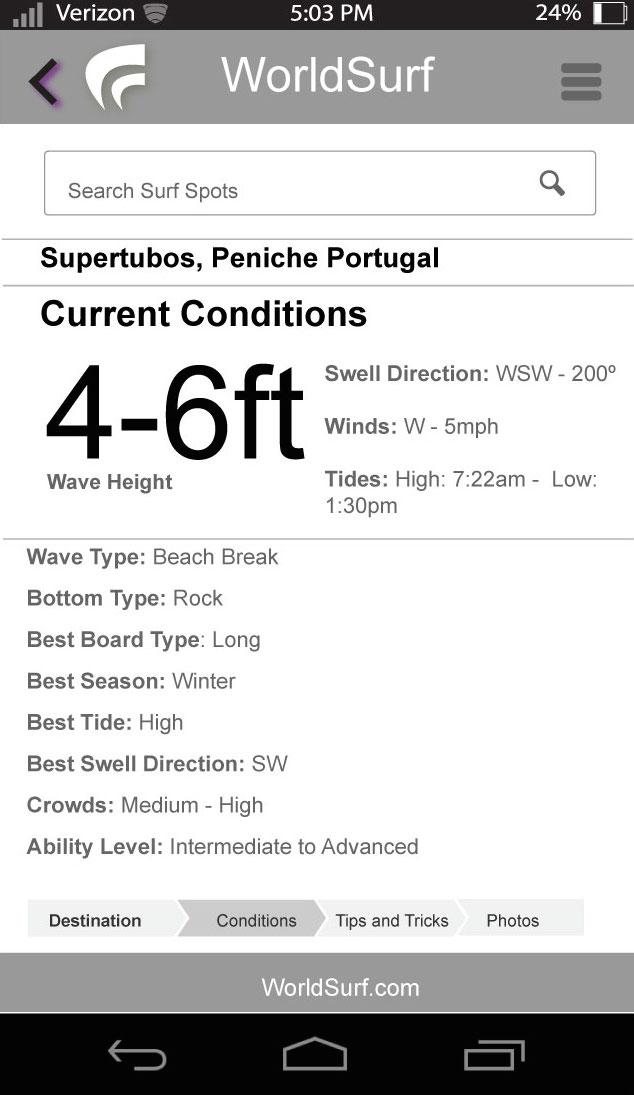 Verizon 5:03 PM 24%
WorldSurf
Search Surf Spots
Supertubos, Peniche Portugal
Current Conditions
4-6ft
Wave Height
Swell Direction: WSW - 200º
Winds: W - 5mph
Tides: High: 7:22am - Low:
1:30pm
Wave Type: Beach Break
Bottom Type: Rock
Best Board Type: Long
Best Season: Winter
Best Tide: High
Best Swell Direction: SW
Crowds: Medium - High
Ability Level: Intermediate to Advanced
Destination Conditions Tips and Tricks Photos
WorldSurf.com